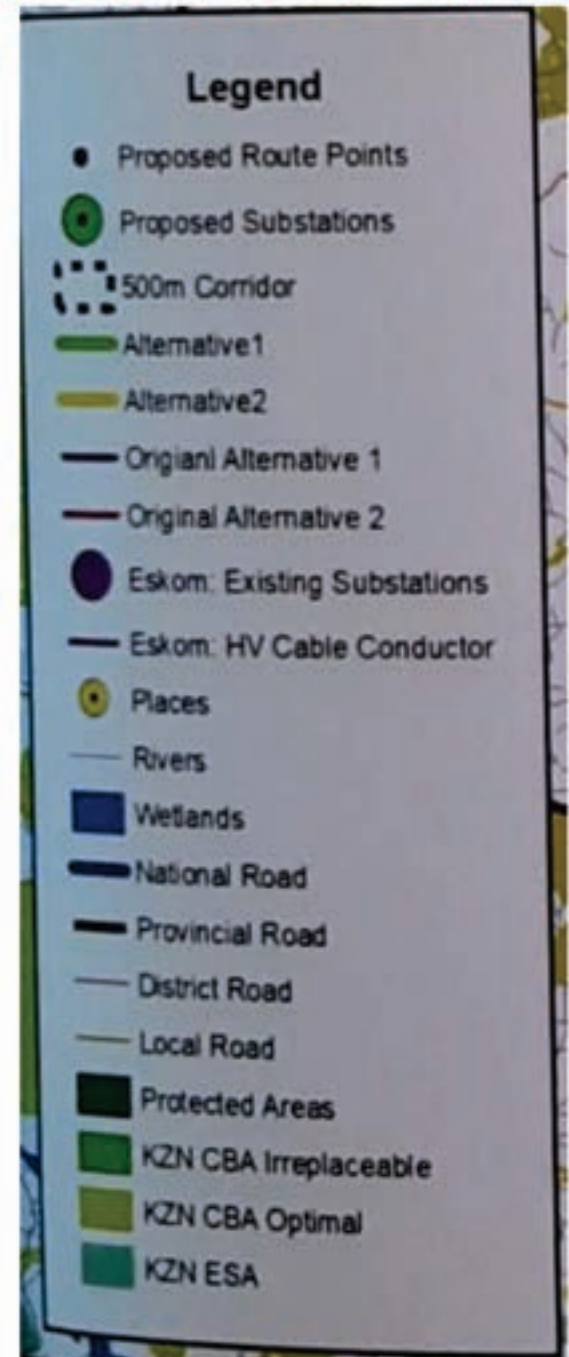 Legend
Proposed Route Points
Proposed Substations
500m Corridor
Alternative1
Alternative2
Origianl Alternative 1
Original Alternative 2
Eskom: Existing Substations
Eskom: HV Cable Conductor
Places
Rivers
Wetlands
National Road
Provincial Road
District Road
Local Road
Protected Areas
KZN CBA Irreplaceable
KZN CBA Optimal
KZN ESA